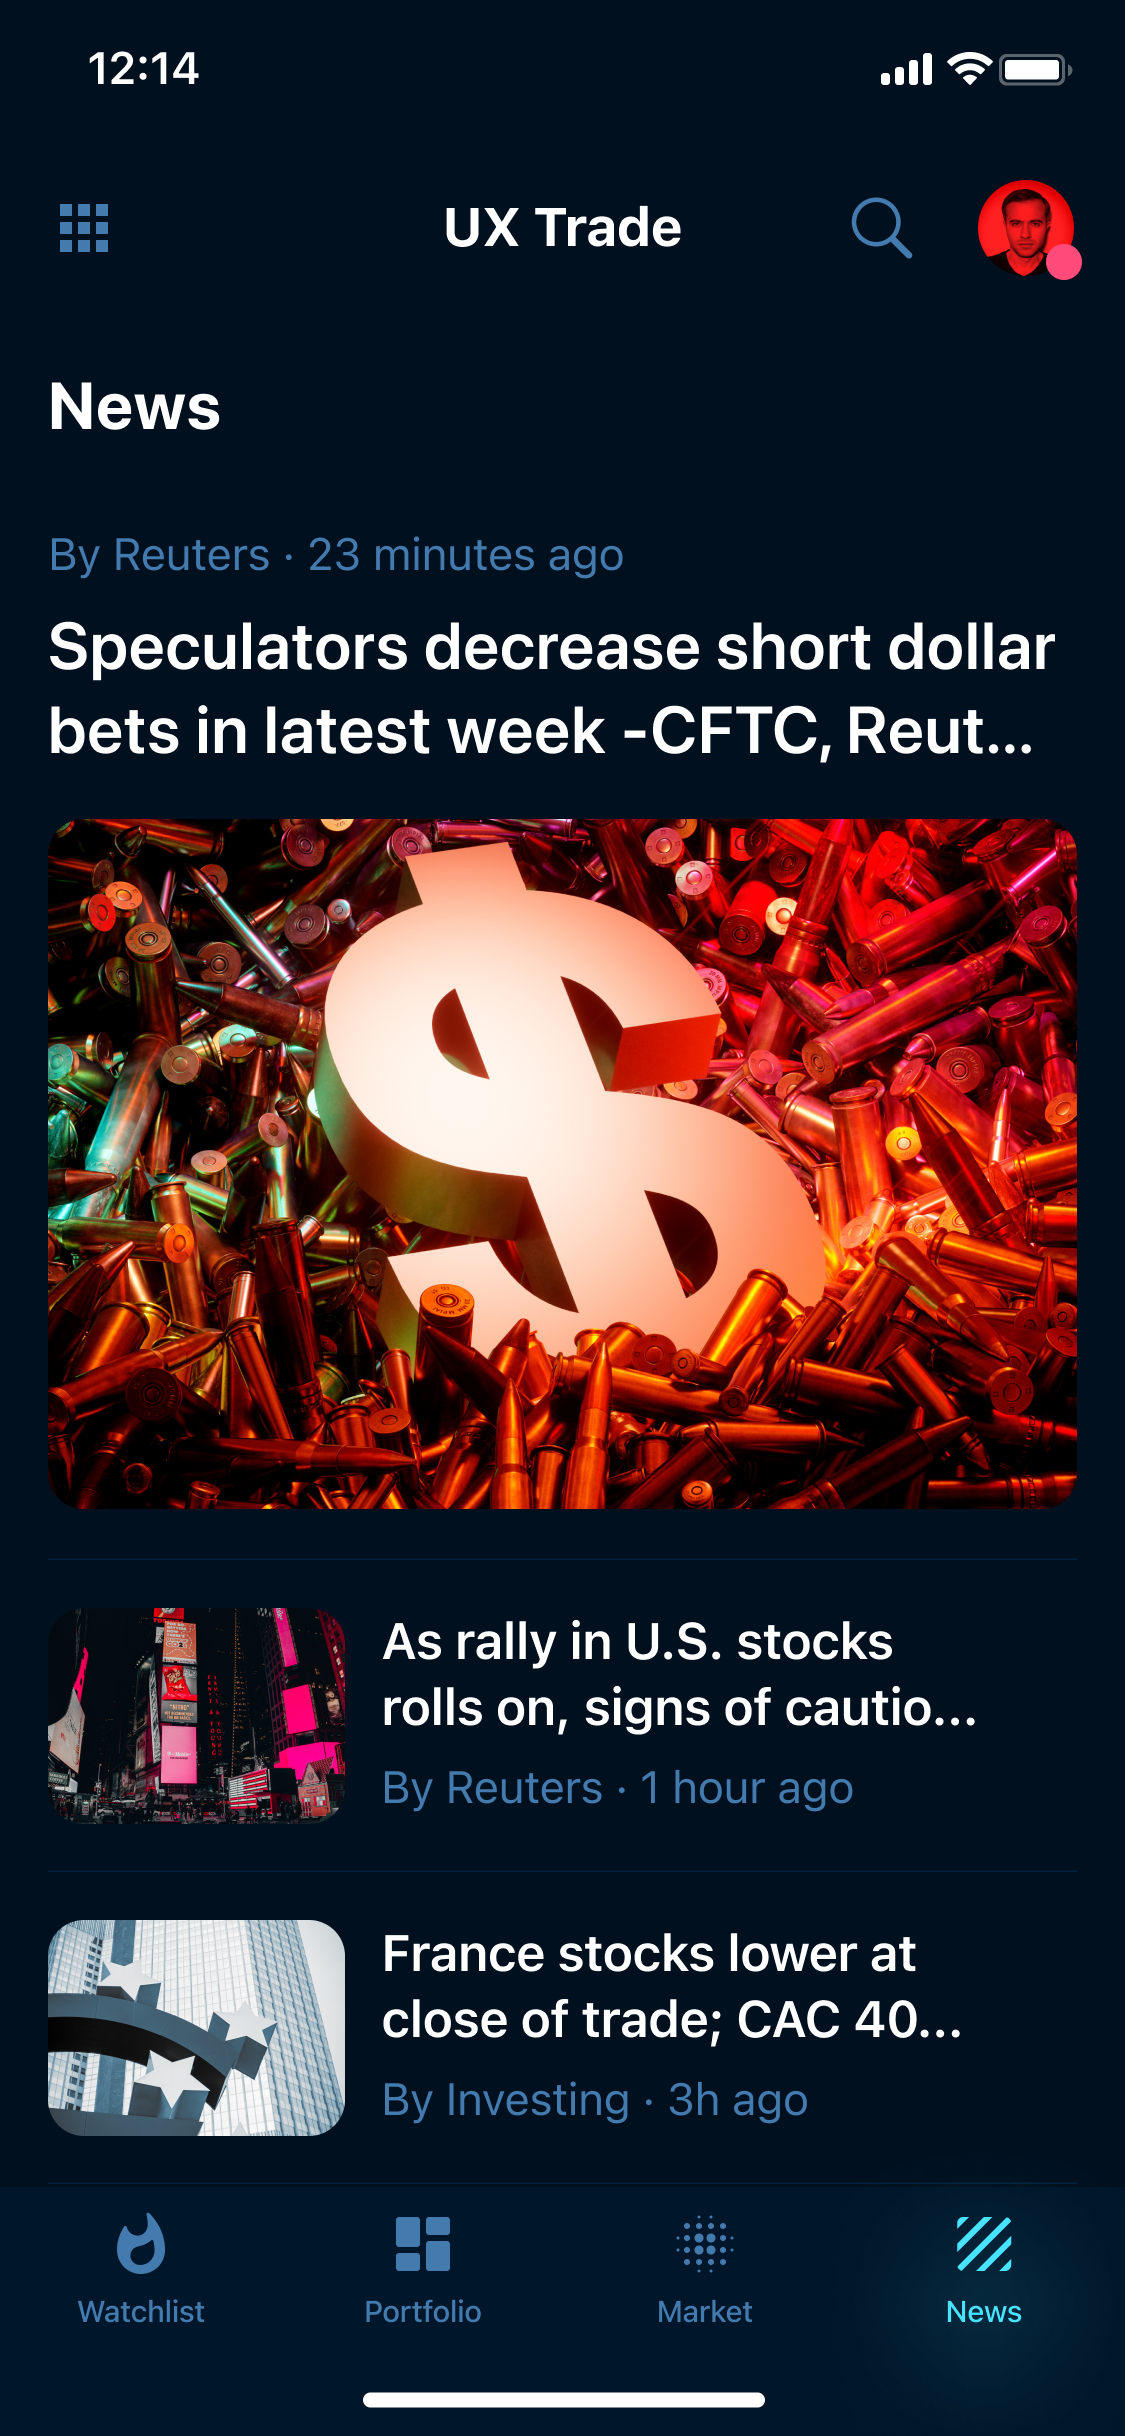 12:14
UX Trade
News
By Reuters · 23 minutes ago
Speculators decrease short dollar
bets in latest week -CFTC, Reut...
As rally in U.S. stocks
rolls on, signs of cautio...
By Reuters · 1 hour ago
France stocks lower at
close of trade; CAC 40...
By Investing · 3h ago
Watchlist
Portfolio
Market
News